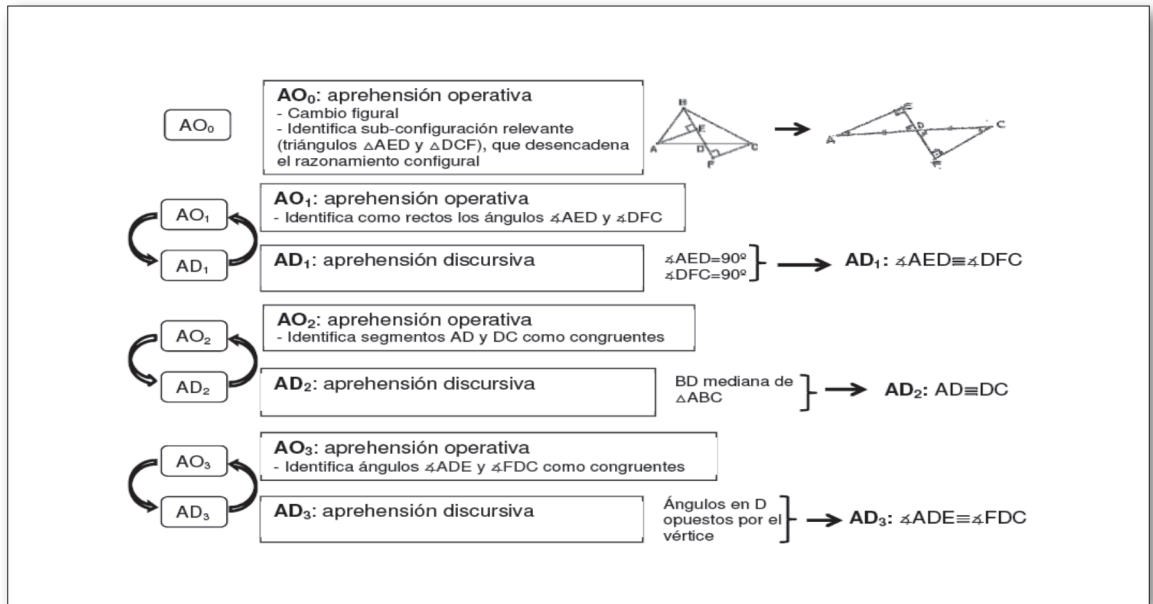 AO₀
AO₀: aprehensión operativa
- Cambio figural
- Identifica sub-configuración relevante
(triángulos △AED y △DCF), que desencadena
el razonamiento configural
A
E
D
F
A
D
C
AO₁
AD₁
AO₁: aprehensión operativa
- Identifica como rectos los ángulos ∡AED y ∡DFC
AD₁: aprehensión discursiva
∡AED=90º
∡DFC=90º
AD₁: ∡AED≡∡DFC
AO₂
AD₂
AO₂: aprehensión operativa
- Identifica segmentos AD y DC como congruentes
AD₂: aprehensión discursiva
BD mediana de
△ABC
AD₂: AD≡DC
AO₃
AD₃
AO₃: aprehensión operativa
- Identifica ángulos ∡ADE y ∡FDC como congruentes
AD₃: aprehensión discursiva
Ángulos en D
opuestos por el
vértice
AD₃: ∡ADE≡∡FDC